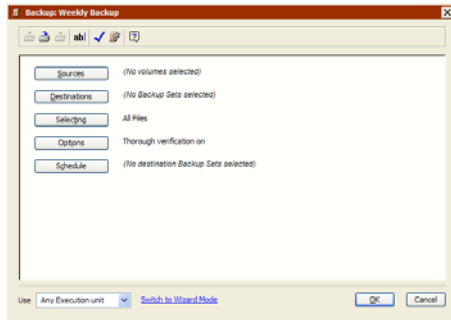 Backup: Weekly Backup
ab|
Sources (No volumes selected)
Destinations (No Backup Sets selected)
Selecting All Files
Options Thorough verification on
Schedule (No destination Backup Sets selected)
Use Any Execution unit Switch to Wizard Mode OK Cancel